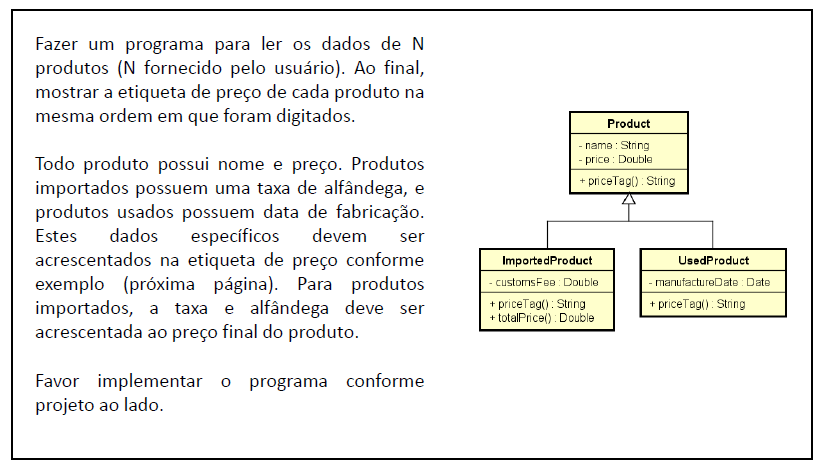 Fazer um programa para ler os dados de N
produtos (N fornecido pelo usuário). Ao final,
mostrar a etiqueta de preço de cada produto na
mesma ordem em que foram digitados.
Todo produto possui nome e preço. Produtos
importados possuem uma taxa de alfândega, e
produtos usados possuem data de fabricação.
Estes dados específicos devem ser
acrescentados na etiqueta de preço conforme
exemplo (próxima página). Para produtos
importados, a taxa e alfândega deve ser
acrescentada ao preço final do produto.
Favor implementar o programa conforme
projeto ao lado.
Product
- name : String
- price : Double
+ priceTag() : String
ImportedProduct
- customsFee : Double
+ priceTag() : String
+ totalPrice() : Double
UsedProduct
- manufactureDate : Date
+ priceTag() : String